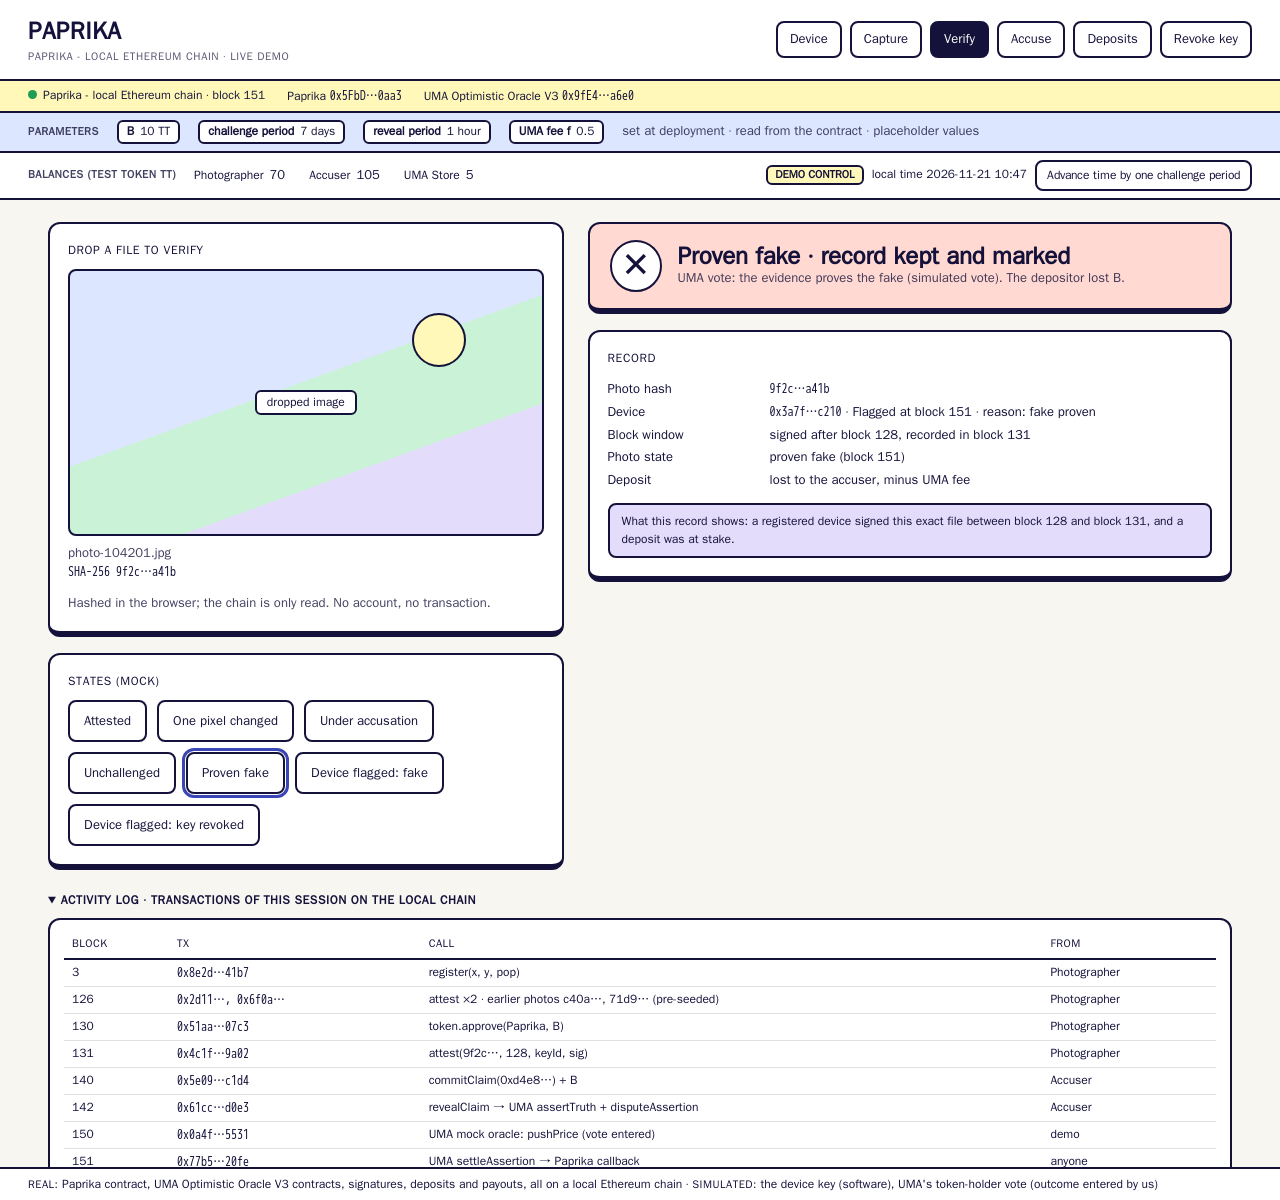 PAPRIKA
PAPRIKA - LOCAL ETHEREUM CHAIN · LIVE DEMO
Device
Capture
Verify
Accuse
Deposits
Revoke key
Paprika - local Ethereum chain · block 151
Paprika 0x5FbD⋯0aa3
UMA Optimistic Oracle V3 0x9fE4⋯a6e0
PARAMETERS
B 10 TT
challenge period 7 days
reveal period 1 hour
UMA fee f 0.5
set at deployment · read from the contract · placeholder values
BALANCES (TEST TOKEN TT)
Photographer 70
Accuser 105
UMA Store 5
DEMO CONTROL
local time 2026-11-21 10:47
Advance time by one challenge period
DROP A FILE TO VERIFY
dropped image
photo-104201.jpg
SHA-256 9f2c⋯a41b
Hashed in the browser; the chain is only read. No account, no transaction.
STATES (MOCK)
Attested
One pixel changed
Under accusation
Unchallenged
Proven fake
Device flagged: fake
Device flagged: key revoked
Proven fake · record kept and marked
UMA vote: the evidence proves the fake (simulated vote). The depositor lost B.
RECORD
Photo hash 9f2c⋯a41b
Device 0x3a7f⋯c210 · Flagged at block 151 · reason: fake proven
Block window signed after block 128, recorded in block 131
Photo state proven fake (block 151)
Deposit lost to the accuser, minus UMA fee
What this record shows: a registered device signed this exact file between block 128 and block 131, and a
deposit was at stake.
▼ ACTIVITY LOG · TRANSACTIONS OF THIS SESSION ON THE LOCAL CHAIN
BLOCK TX CALL FROM
3 0x8e2d⋯41b7 register(x, y, pop) Photographer
126 0x2d11⋯, 0x6f0a⋯ attest ×2 · earlier photos c40a⋯, 71d9⋯ (pre-seeded) Photographer
130 0x51aa⋯07c3 token.approve(Paprika, B) Photographer
131 0x4c1f⋯9a02 attest(9f2c⋯, 128, keyId, sig) Photographer
140 0x5e09⋯c1d4 commitClaim(0xd4e8⋯) + B Accuser
142 0x61cc⋯d0e3 revealClaim → UMA assertTruth + disputeAssertion Accuser
150 0x0a4f⋯5531 UMA mock oracle: pushPrice (vote entered) demo
151 0x77b5⋯20fe UMA settleAssertion → Paprika callback anyone
REAL: Paprika contract, UMA Optimistic Oracle V3 contracts, signatures, deposits and payouts, all on a local Ethereum chain · SIMULATED: the device key (software), UMA's token-holder vote (outcome entered by us)